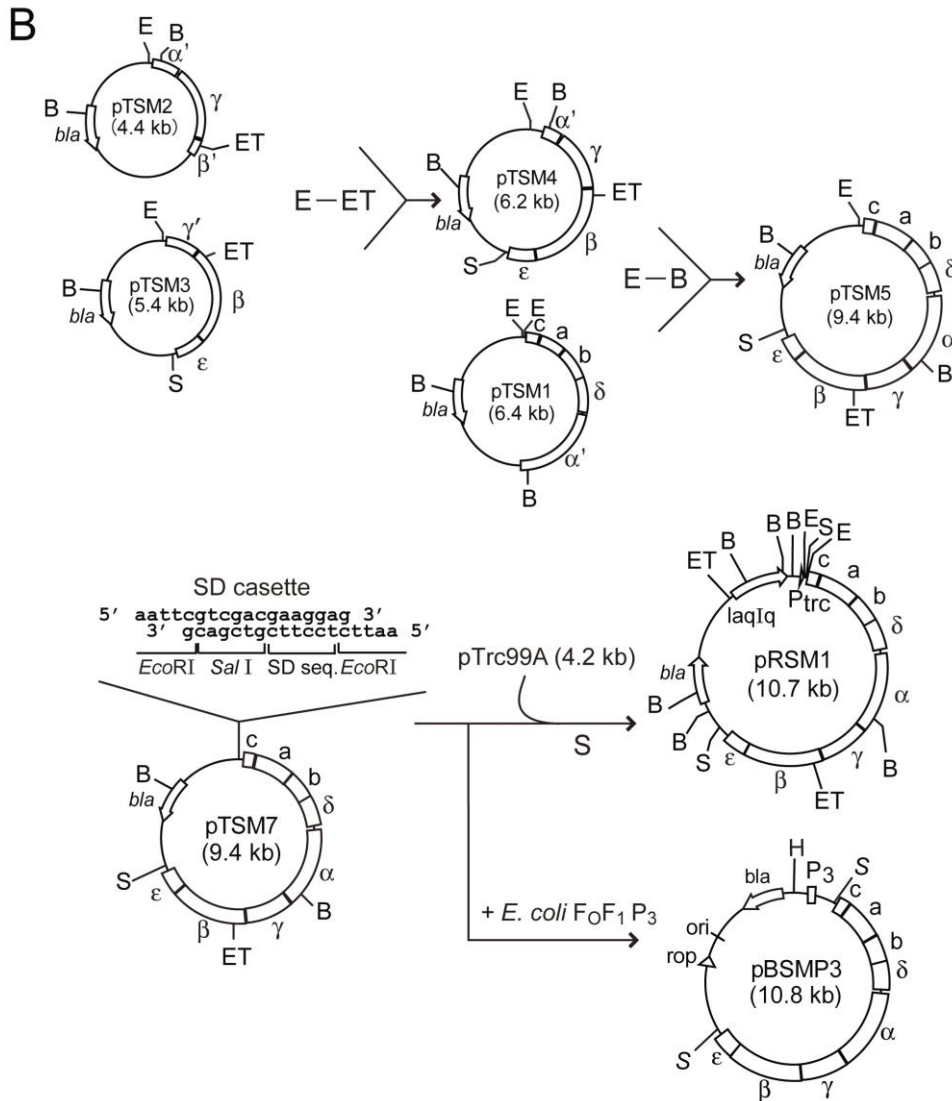 B
E
B
α'
B
pTSM2
(4.4 kb)
γ
bla
β'
ET
E
γ'
ET
B
pTSM3
(5.4 kb)
β
bla
ε
S
E—ET
E
B
α'
γ
B
pTSM4
(6.2 kb)
ET
bla
β
S
ε
E
E
c
a
b
B
pTSM1
(6.4 kb)
δ
bla
α'
B
E—B
E
c
a
b
B
bla
δ
pTSM5
(9.4 kb)
S
α
ε
B
β
γ
ET
SD casette
5' aattcgtcgacgaaggag 3'
3' gcagctgcttcctcttaa 5'
EcoRI
Sal I
SD seq.
EcoRI
c
a
b
B
bla
δ
pTSM7
(9.4 kb)
S
α
ε
B
β
γ
ET
pTrc99A (4.2 kb)
S
+ E. coli FOF1 P3
B
B
E
S
E
B
ET
c
a
Ptrc
b
laqIq
δ
pRSM1
(10.7 kb)
bla
α
B
B
S
ε
β
γ
B
ET
H
P3
S
bla
c
a
ori
b
rop
δ
pBSMP3
(10.8 kb)
α
S
ε
β
γ